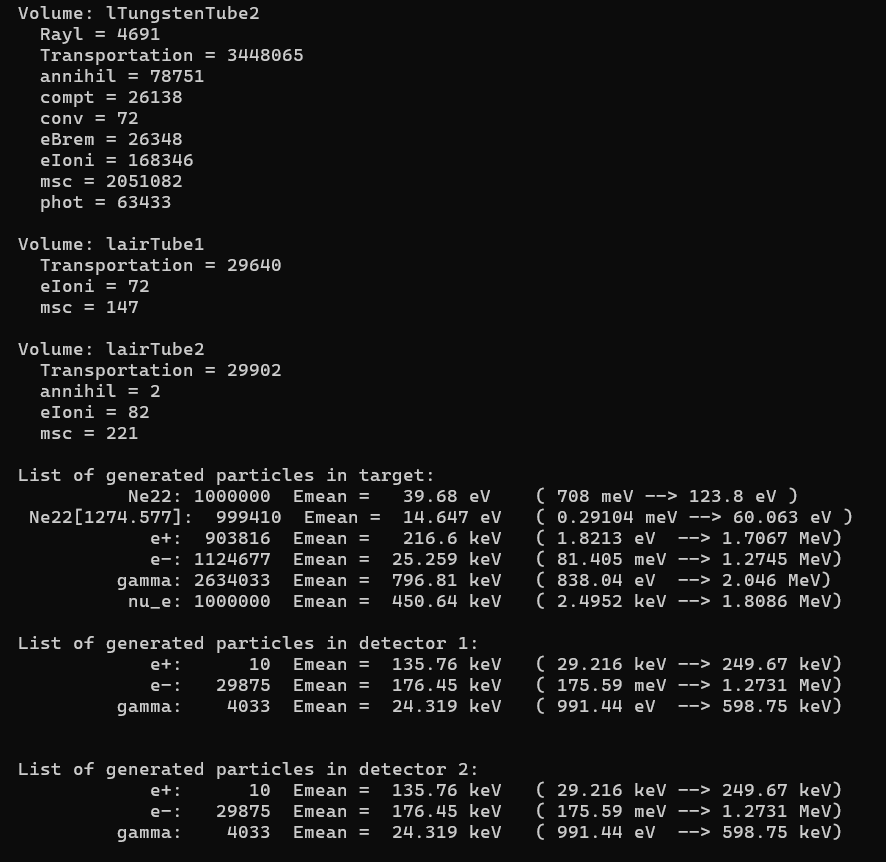 Volume: lTungstenTube2
Rayl = 4691
Transportation = 3448065
annihil = 78751
compt = 26138
conv = 72
eBrem = 26348
eIoni = 168346
msc = 2051082
phot = 63433
Volume: lairTube1
Transportation = 29640
eIoni = 72
msc = 147
Volume: lairTube2
Transportation = 29902
annihil = 2
eIoni = 82
msc = 221
List of generated particles in target:
Ne22: 1000000 Emean = 39.68 eV ( 708 meV --> 123.8 eV )
Ne22[1274.577]: 999410 Emean = 14.647 eV ( 0.29104 meV --> 60.063 eV )
e+: 903816 Emean = 216.6 keV ( 1.8213 eV --> 1.7067 MeV)
e-: 1124677 Emean = 25.259 keV ( 81.405 meV --> 1.2745 MeV)
gamma: 2634033 Emean = 796.81 keV ( 838.04 eV --> 2.046 MeV)
nu_e: 1000000 Emean = 450.64 keV ( 2.4952 keV --> 1.8086 MeV)
List of generated particles in detector 1:
e+: 10 Emean = 135.76 keV ( 29.216 keV --> 249.67 keV)
e-: 29875 Emean = 176.45 keV ( 175.59 meV --> 1.2731 MeV)
gamma: 4033 Emean = 24.319 keV ( 991.44 eV --> 598.75 keV)
List of generated particles in detector 2:
e+: 10 Emean = 135.76 keV ( 29.216 keV --> 249.67 keV)
e-: 29875 Emean = 176.45 keV ( 175.59 meV --> 1.2731 MeV)
gamma: 4033 Emean = 24.319 keV ( 991.44 eV --> 598.75 keV)